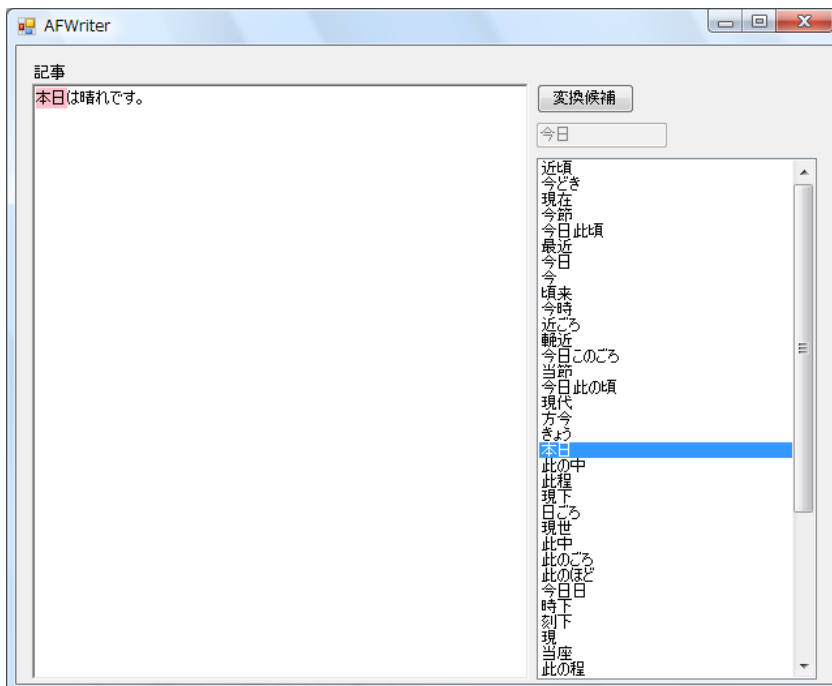 AFWriter
記事
本日は晴れです。
変換候補
今日
近頃
今どき
現在
今節
今日此頃
最近
今日
今
頃来
今時
近ごろ
輓近
今日このごろ
当節
今日此の頃
現代
方今
きょう
本日
此の中
此程
現下
日ごろ
現世
此中
此のごろ
此のほど
今日日
時下
刻下
現
当座
此の程